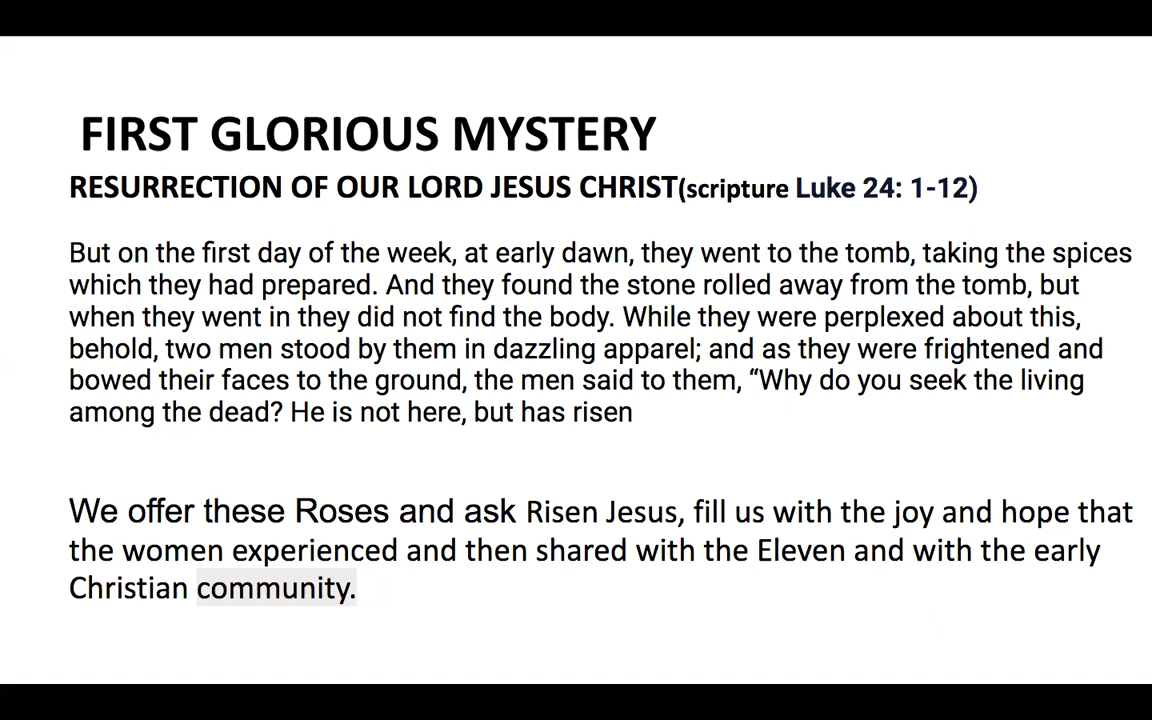 FIRST GLORIOUS MYSTERY
RESURRECTION OF OUR LORD JESUS CHRIST(scripture Luke 24: 1-12)
But on the first day of the week, at early dawn, they went to the tomb, taking the spices
which they had prepared. And they found the stone rolled away from the tomb, but
when they went in they did not find the body. While they were perplexed about this,
behold, two men stood by them in dazzling apparel; and as they were frightened and
bowed their faces to the ground, the men said to them, “Why do you seek the living
among the dead? He is not here, but has risen
We offer these Roses and ask Risen Jesus, fill us with the joy and hope that
the women experienced and then shared with the Eleven and with the early
Christian community.